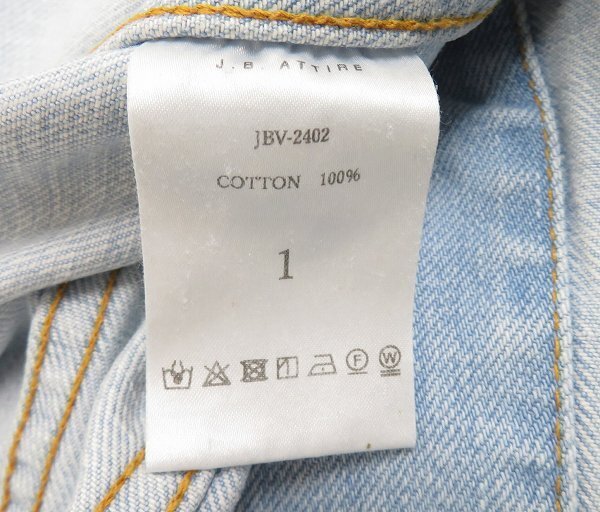 J.B. ATTIRE
JBV-2402
COTTON 100%
1
F W